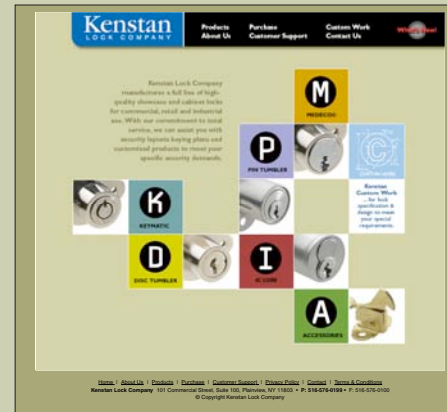 Kenstan
LOCK COMPANY
Products
Purchase
Custom Work
What's New!
About Us
Customer Support
Contact Us
Kenstan Lock Company
manufactures a full line of high-
quality showcase and cabinet locks
for commercial, retail and industrial
use. With our commitment to total
service, we can assist you with
security layouts keying plans and
customized products to meet your
specific security demands.
M
MEDECO
P
PIN TUMBLER
C
CUSTOM WORK
Kenstan
Custom Work
... for lock
specification &
design to meet
your special
requirements.
K
KEYMATIC
D
DISC TUMBLER
I
IC CORE
A
ACCESSORIES
Home | About Us | Products | Purchase | Customer Support | Privacy Policy | Contact | Terms & Conditions
Kenstan Lock Company 101 Commercial Street, Suite 100, Plainview, NY 11803 • P: 516-576-0199 • F: 516-576-0100
© Copyright Kenstan Lock Company